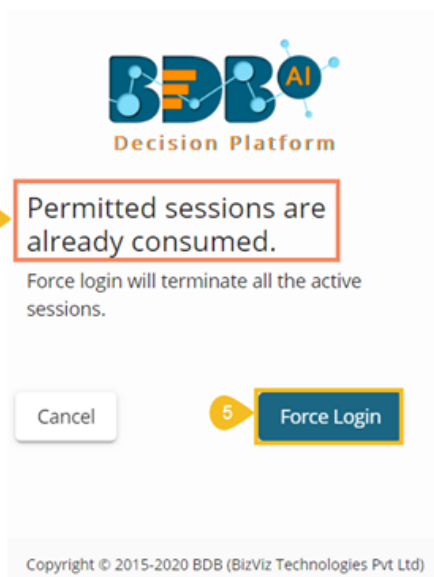 BDB AI
Decision Platform
Permitted sessions are
already consumed.
Force login will terminate all the active
sessions.
Cancel
5
Force Login
Copyright © 2015-2020 BDB (BizViz Technologies Pvt Ltd)